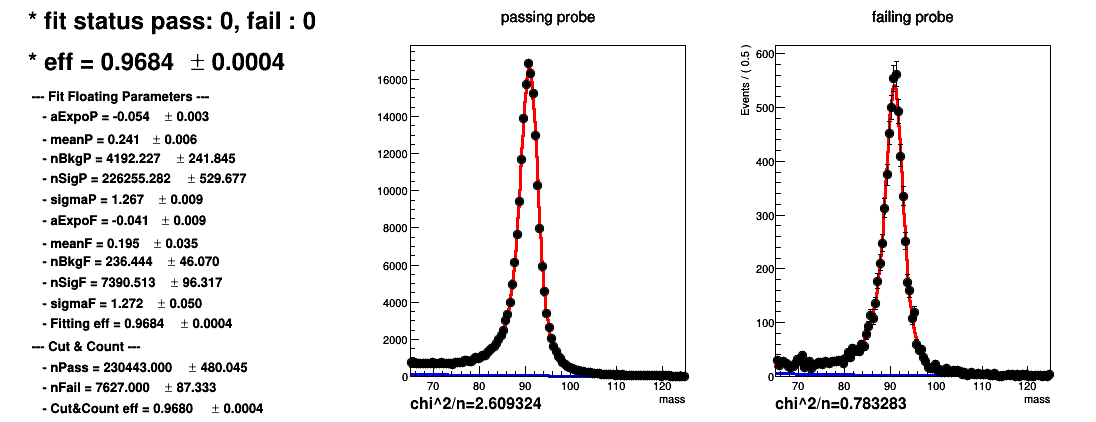 * fit status pass: 0, fail : 0
* eff = 0.9684 ± 0.0004
--- Fit Floating Parameters ---
- aExpoP = -0.054 ± 0.003
- meanP = 0.241 ± 0.006
- nBkgP = 4192.227 ± 241.845
- nSigP = 226255.282 ± 529.677
- sigmaP = 1.267 ± 0.009
- aExpoF = -0.041 ± 0.009
- meanF = 0.195 ± 0.035
- nBkgF = 236.444 ± 46.070
- nSigF = 7390.513 ± 96.317
- sigmaF = 1.272 ± 0.050
- Fitting eff = 0.9684 ± 0.0004
--- Cut & Count ---
- nPass = 230443.000 ± 480.045
- nFail = 7627.000 ± 87.333
- Cut&Count eff = 0.9680 ± 0.0004
passing probe
16000
14000
12000
10000
8000
6000
4000
2000
0
70 80 90 100 110 120
mass
chi^2/n=2.609324
failing probe
Events / ( 0.5 )
600
500
400
300
200
100
0
70 80 90 100 110 120
mass
chi^2/n=0.783283